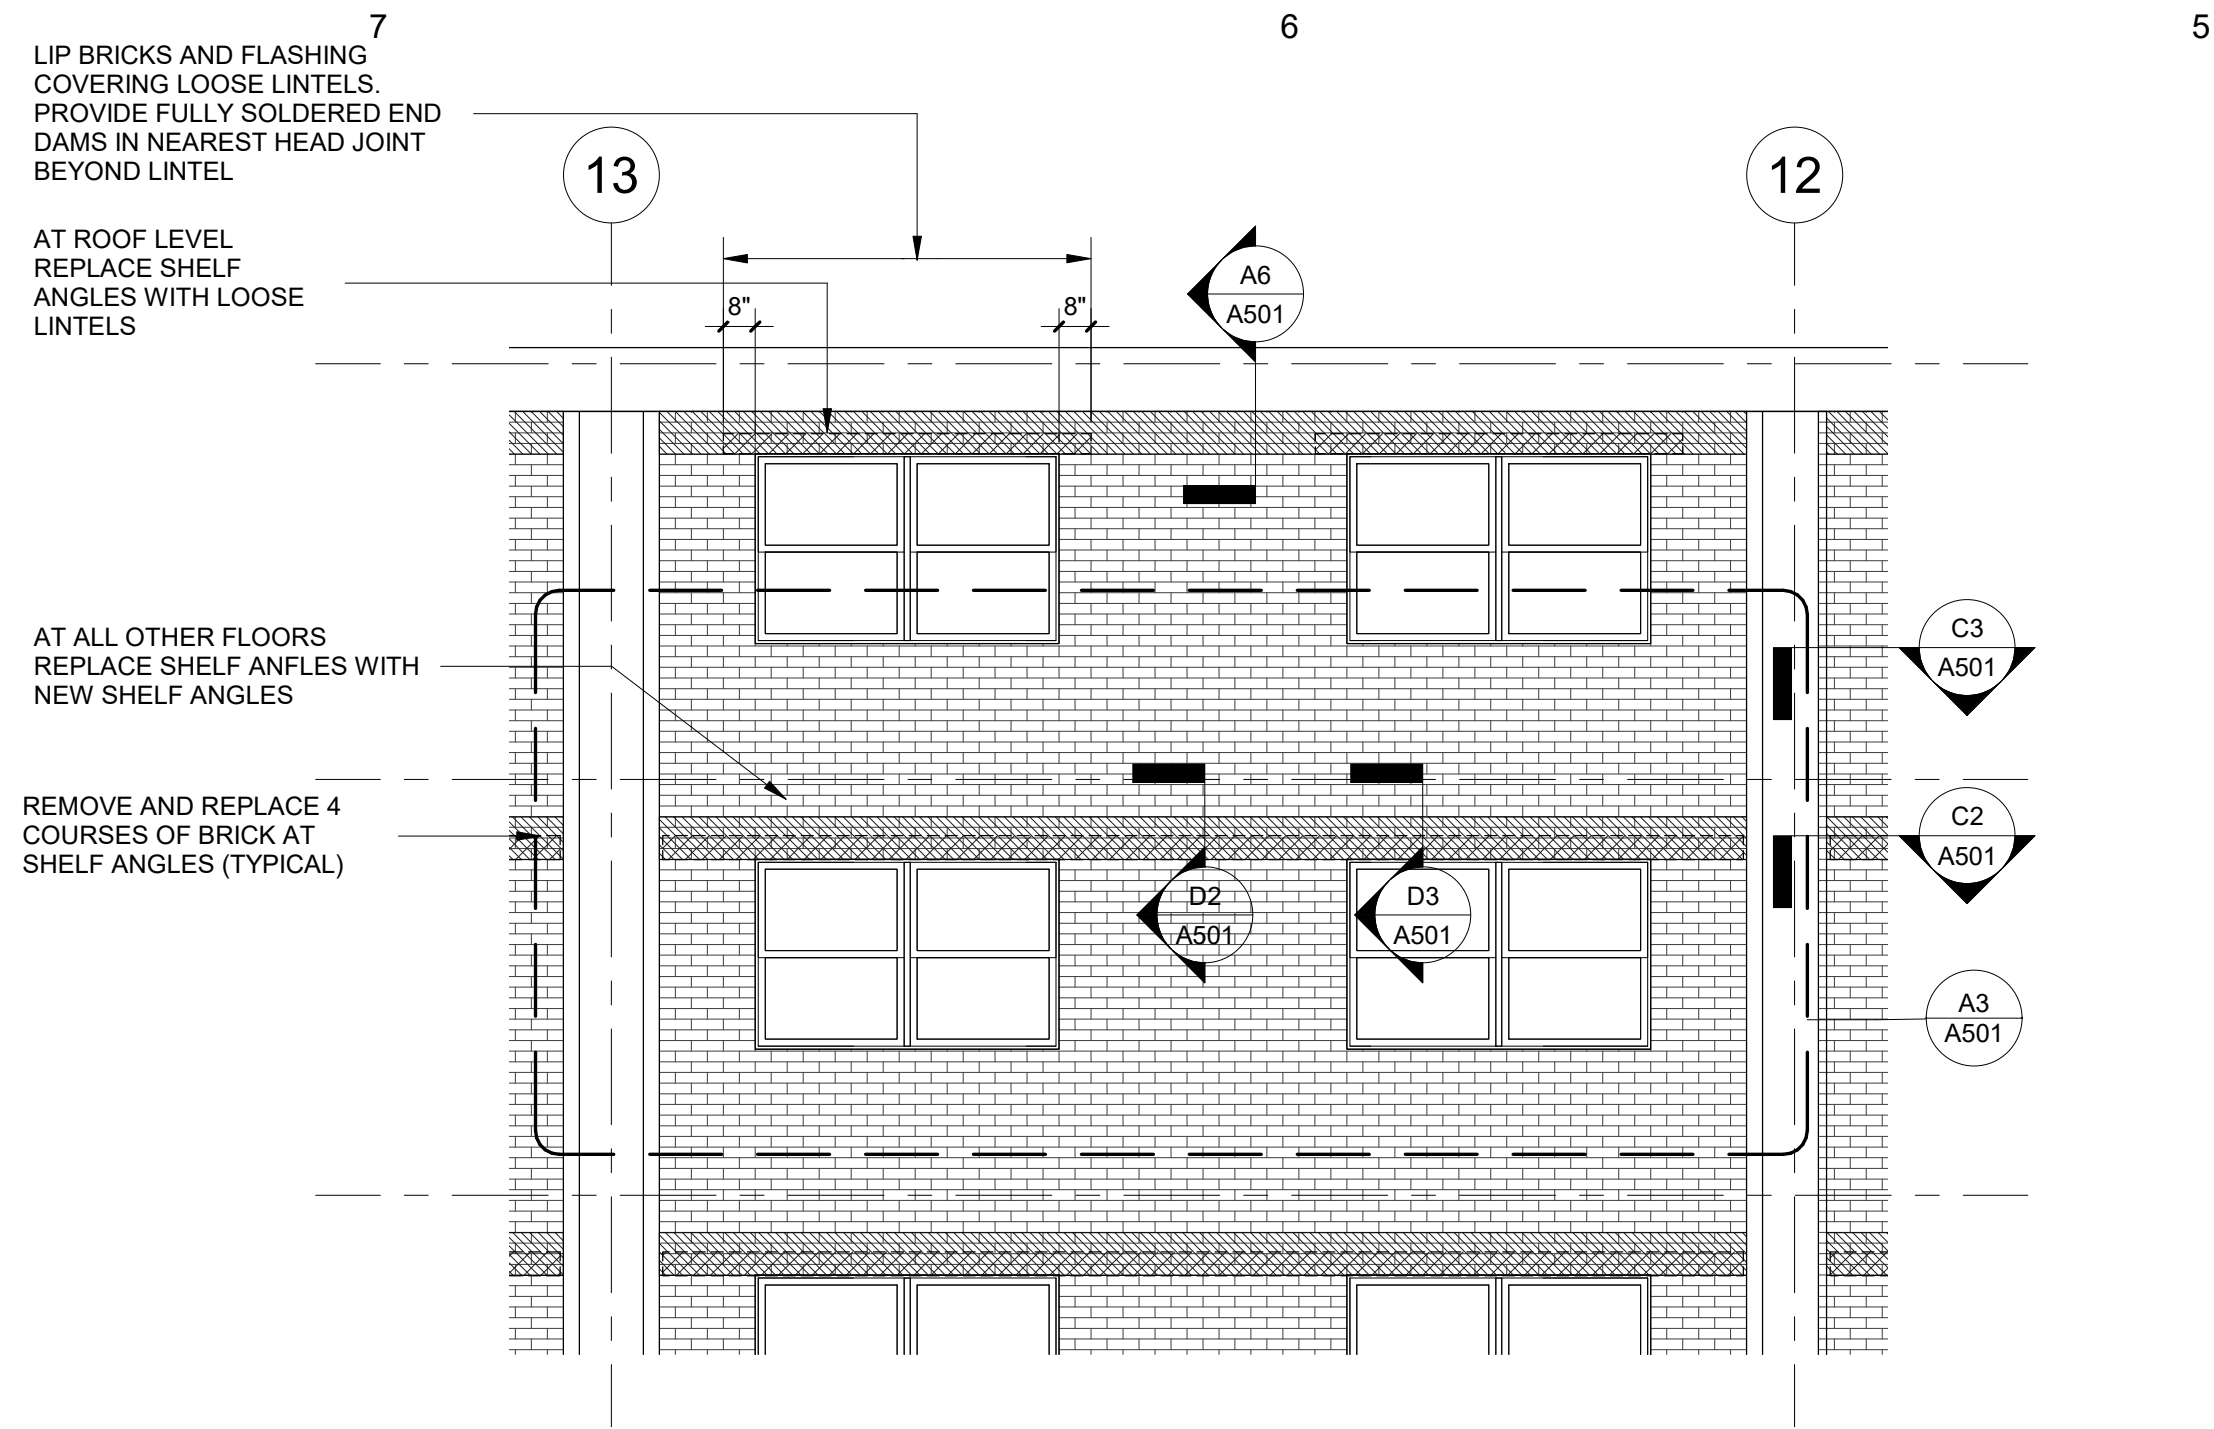 7
6
5
LIP BRICKS AND FLASHING
COVERING LOOSE LINTELS.
PROVIDE FULLY SOLDERED END
DAMS IN NEAREST HEAD JOINT
BEYOND LINTEL
13
12
AT ROOF LEVEL
REPLACE SHELF
ANGLES WITH LOOSE
LINTELS
8"
8"
A6
A501
AT ALL OTHER FLOORS
REPLACE SHELF ANFLES WITH
NEW SHELF ANGLES
C3
A501
REMOVE AND REPLACE 4
COURSES OF BRICK AT
SHELF ANGLES (TYPICAL)
C2
A501
D2
A501
D3
A501
A3
A501